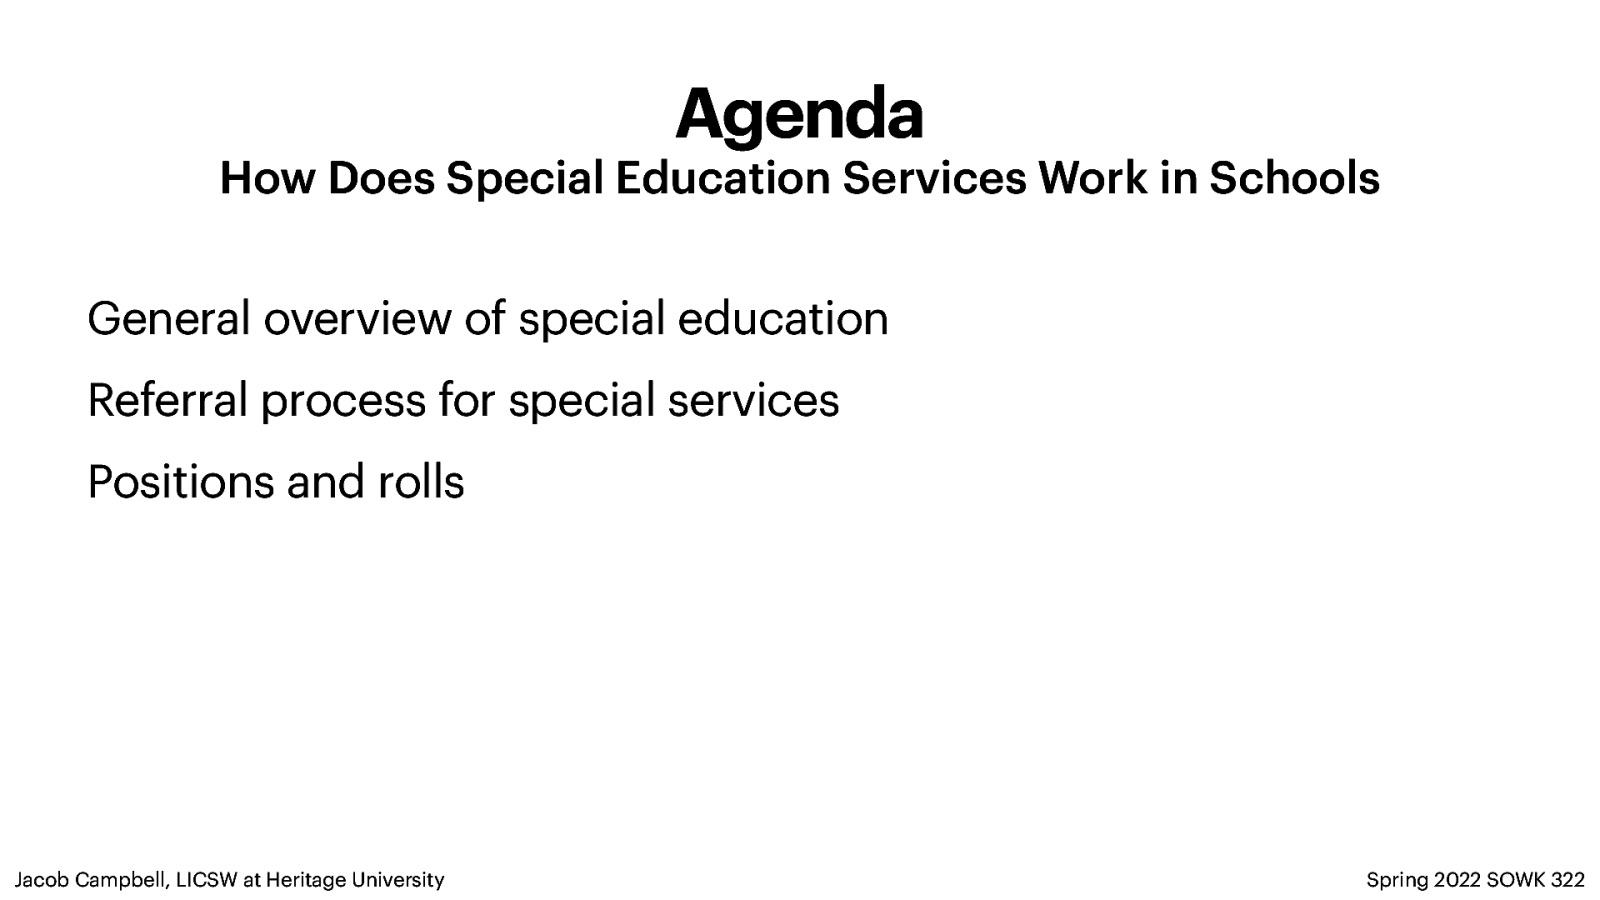 Agenda
How Does Special Education Services Work in Schools
General overview of special education
Referral process for special services
Positions and rolls
Jacob Campbell, LICSW at Heritage University
Spring 2022 SOWK 322